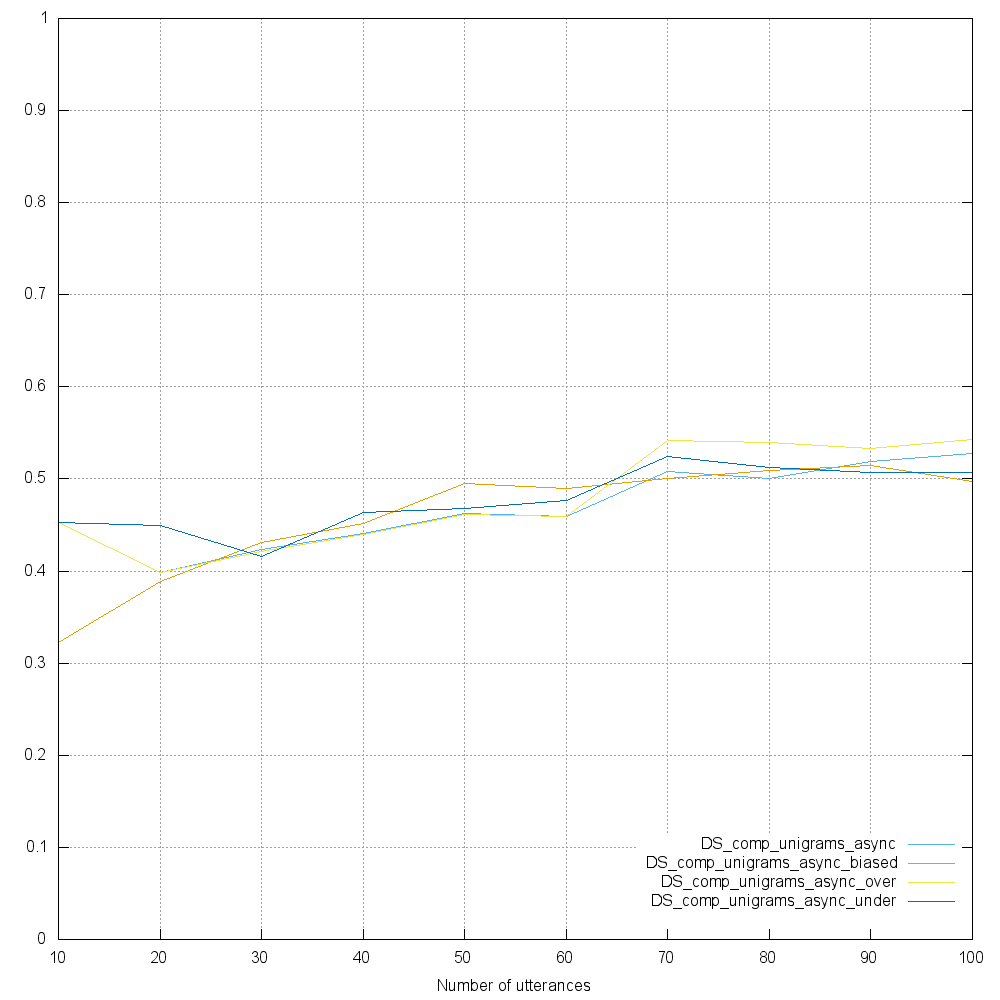 1
0.9
0.8
0.7
0.6
0.5
0.4
0.3
0.2
0.1
0
DS_comp_unigrams_async
DS_comp_unigrams_async_biased
DS_comp_unigrams_async_over
DS_comp_unigrams_async_under
10 20 30 40 50 60 70 80 90 100
Number of utterances